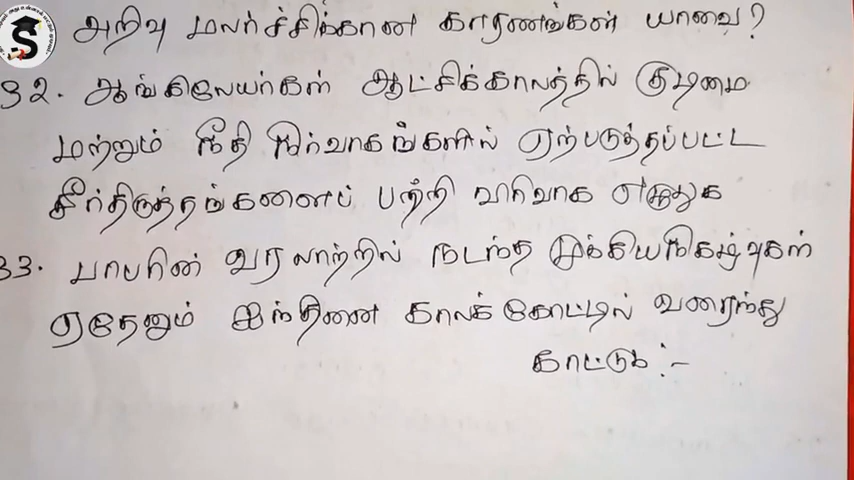 அறிவு மலர்ச்சிக்கான காரணங்கள் யாவை?
32. ஆங்கிலேயர்கள் ஆட்சிக்காலத்தில் குடிமை
மற்றும் நீதி நிர்வாகங்களில் ஏற்படுத்தப்பட்ட
சீர்திருத்தங்களைப் பற்றி விரிவாக எழுதுக
33. பாபரின் வரலாற்றில் நடந்த முக்கியநிகழ்வுகள்
ஏதேனும் ஐந்தினை காலக்கோட்டில் வரைந்து
காட்டுக :-